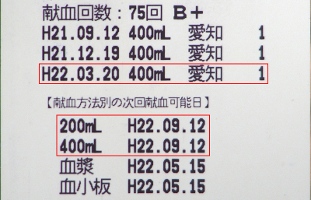 献血回数：75回 B+
H21.09.12 400mL 愛知 1
H21.12.19 400mL 愛知 1
H22.03.20 400mL 愛知 1
【献血方法別の次回献血可能日】
200mL H22.09.12
400mL H22.09.12
血漿 H22.05.15
血小板 H22.05.15